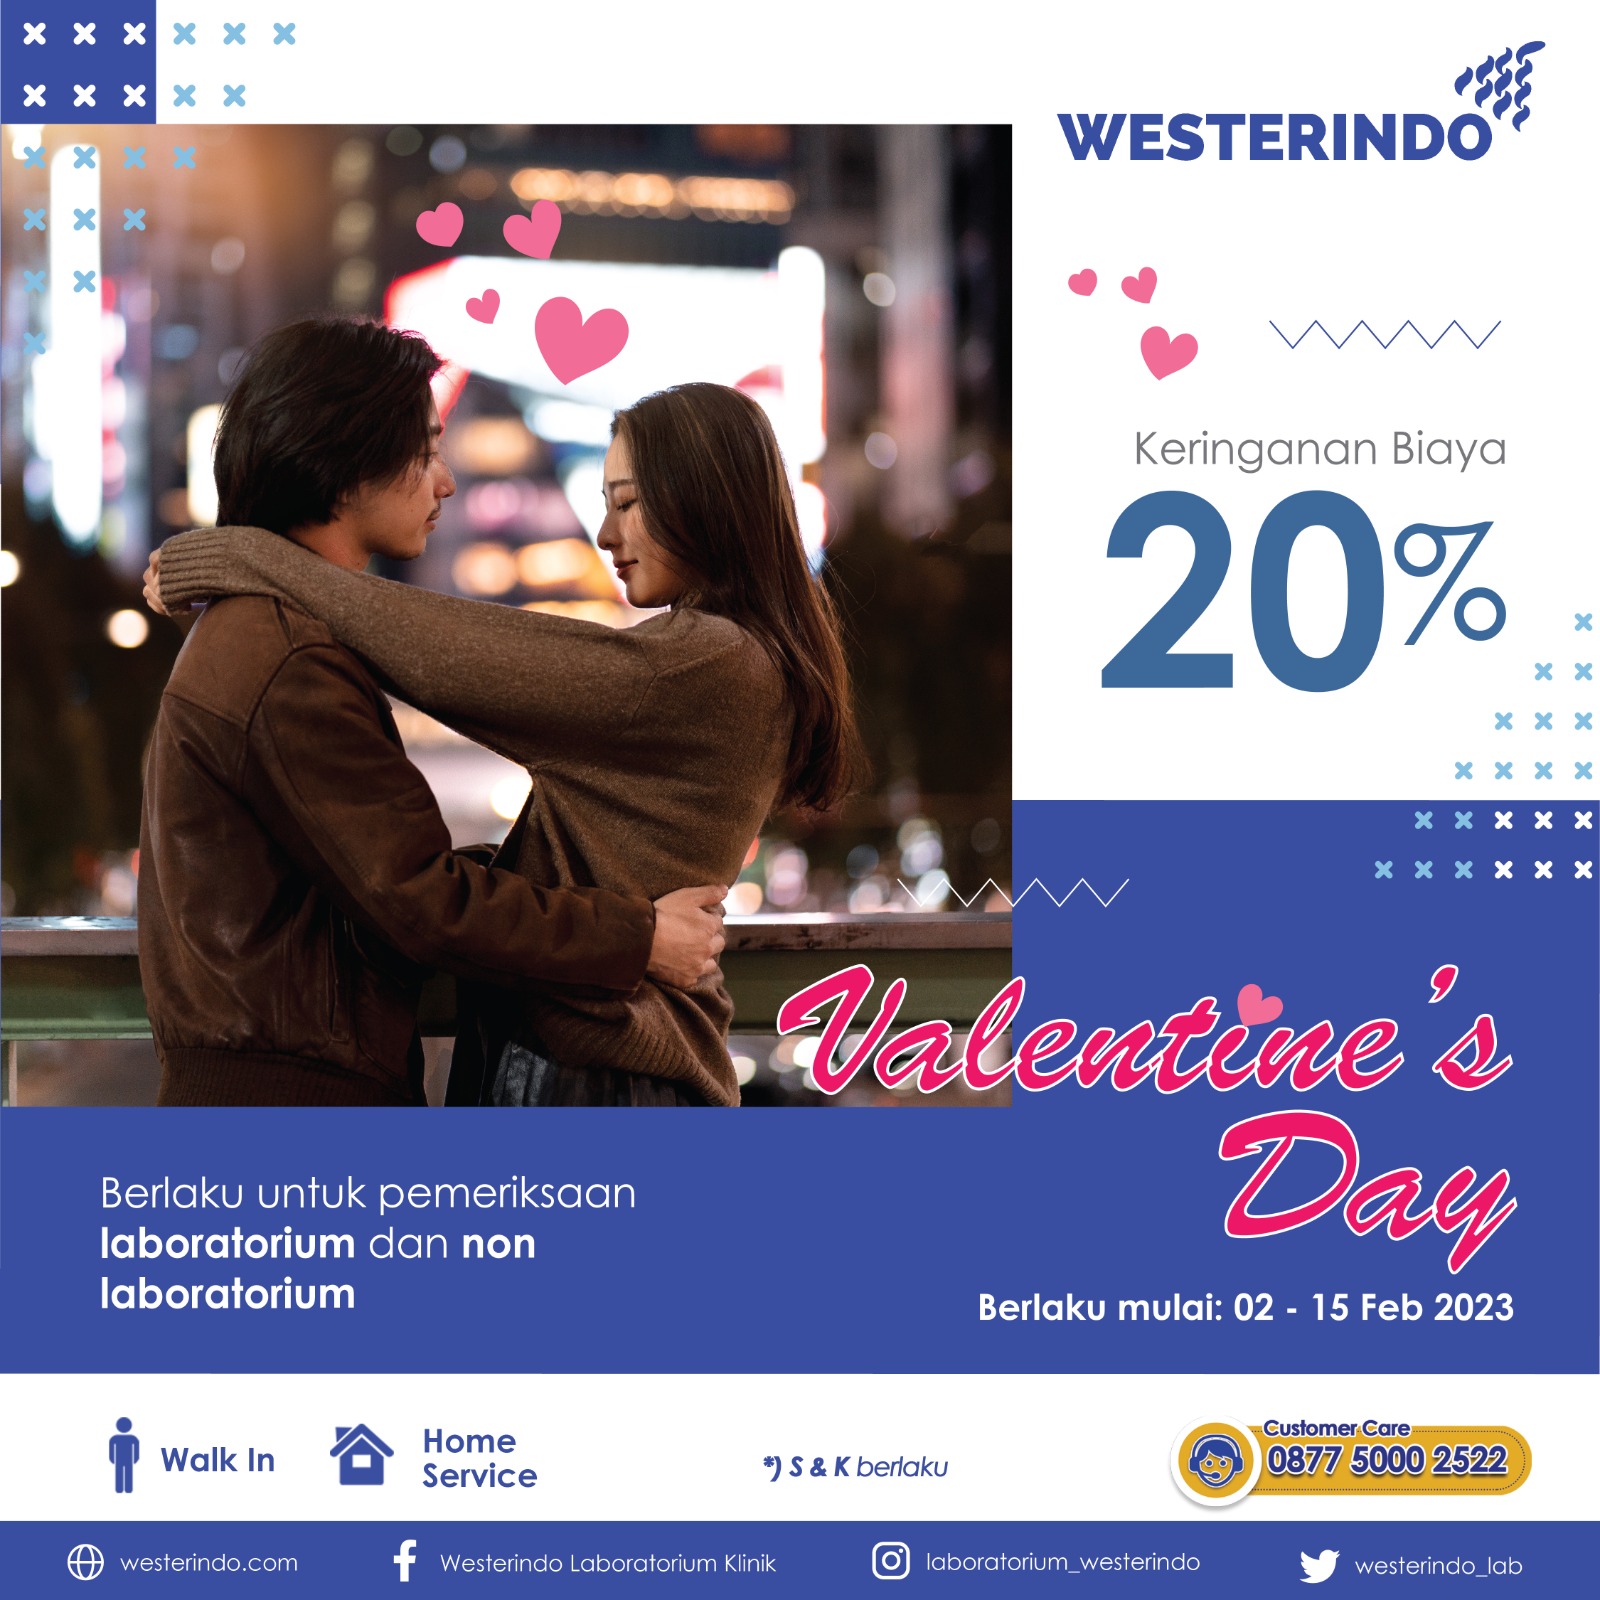 WESTERINDO
Keringanan Biaya
20%
Valentine's
Day
Berlaku untuk pemeriksaan
laboratorium dan non
laboratorium
Berlaku mulai: 02 - 15 Feb 2023
Walk In
Home
Service
*) S & K berlaku
Customer Care
0877 5000 2522
westerindo.com
Westerindo Laboratorium Klinik
laboratorium_westerindo
westerindo_lab